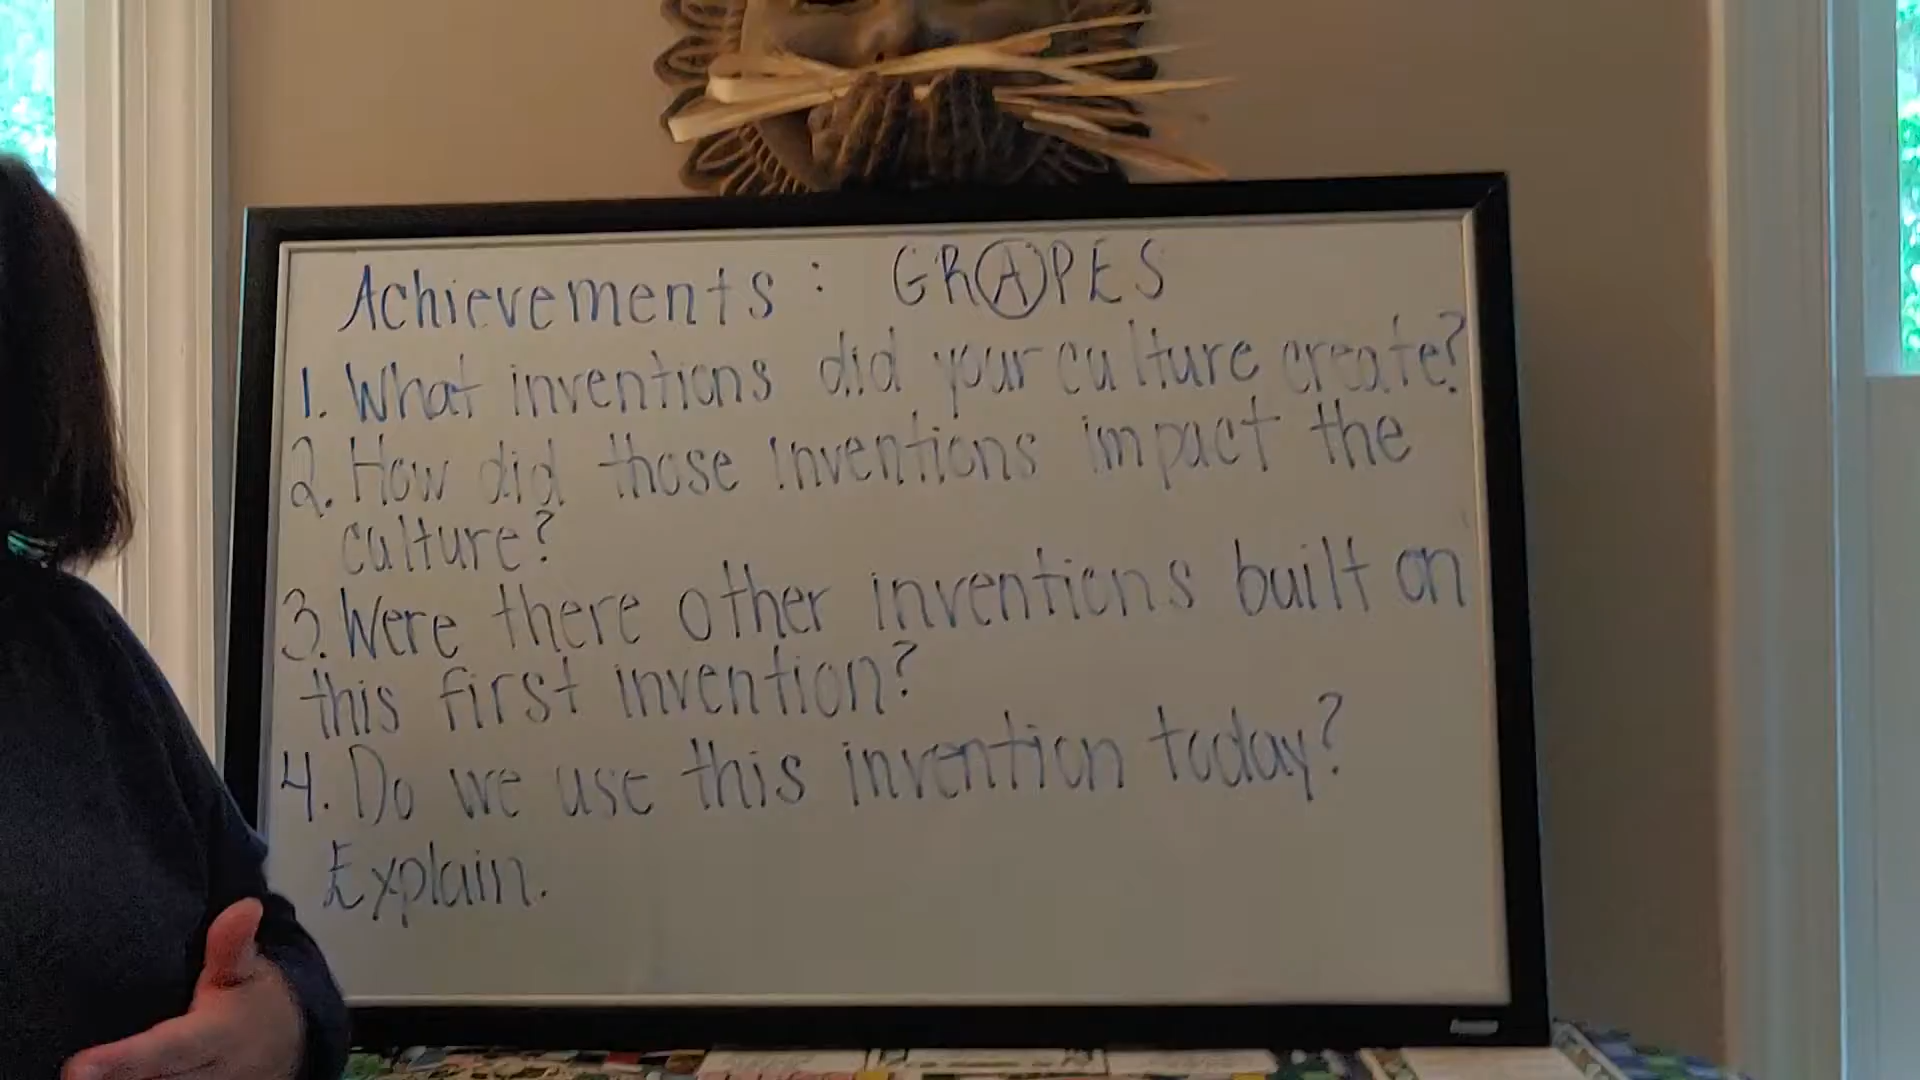 Achievements: GRAPES
1. What inventions did your culture create?
2. How did those inventions impact the
culture?
3. Were there other inventions built on
this first invention?
4. Do we use this invention today?
Explain.